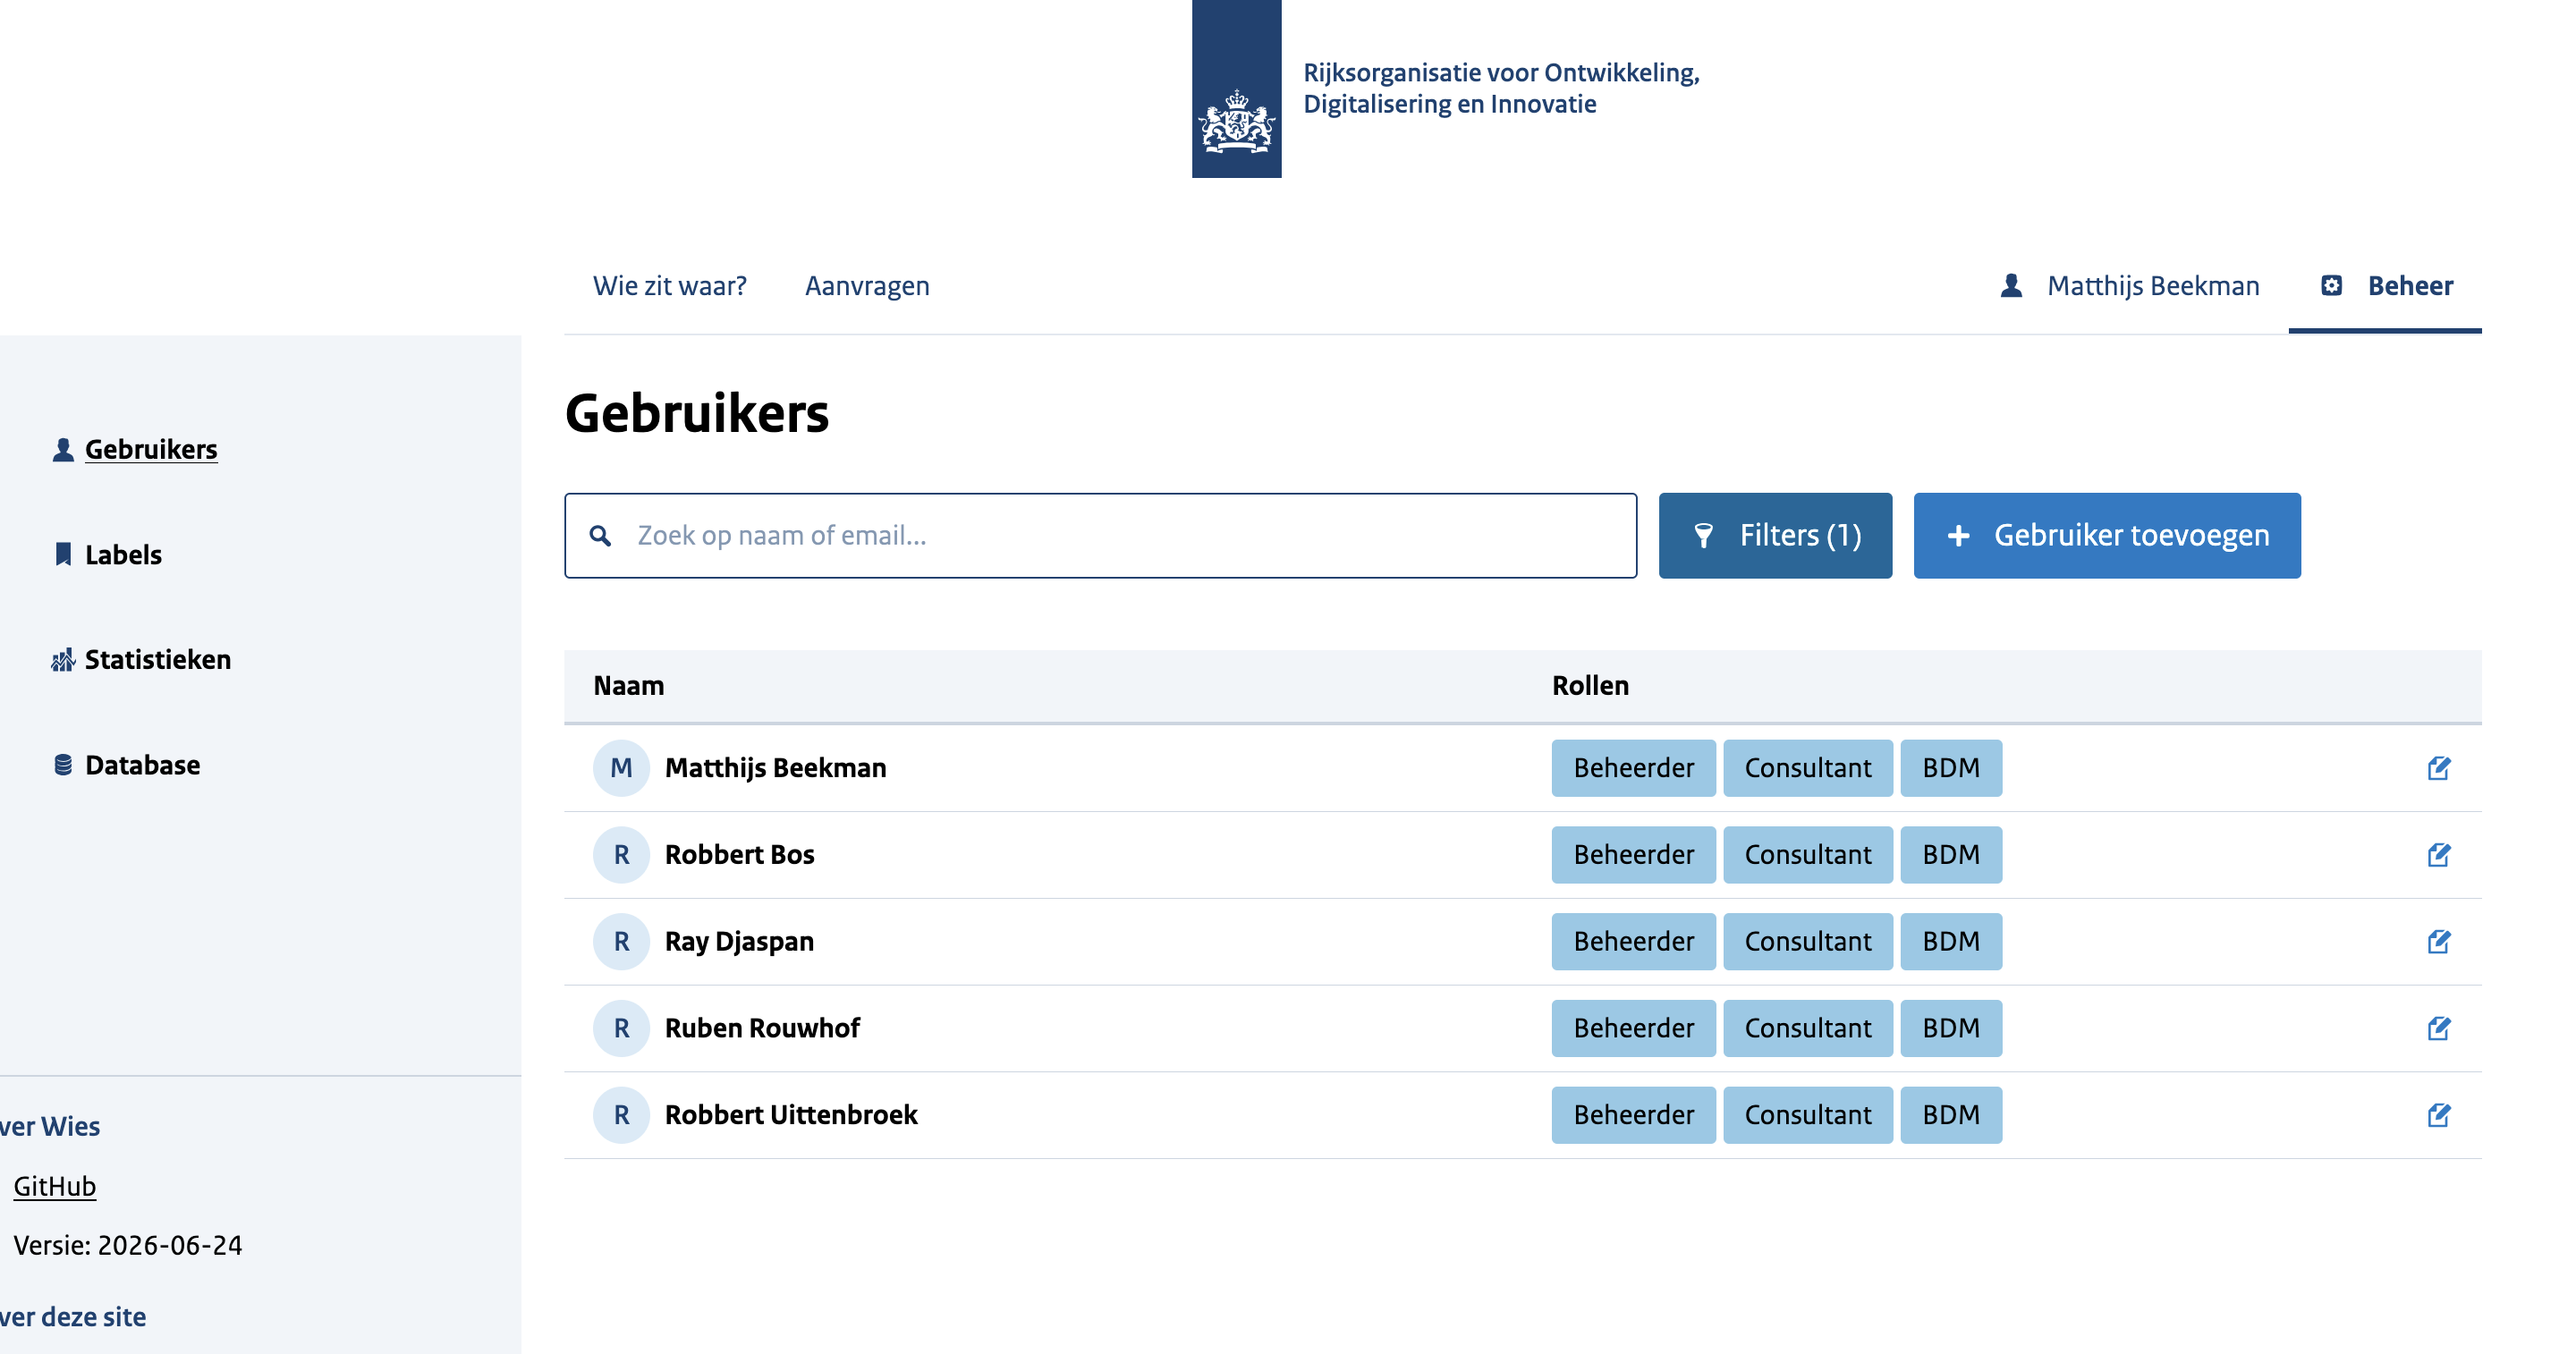 Rijksorganisatie voor Ontwikkeling,
Digitalisering en Innovatie
Wie zit waar? Aanvragen Matthijs Beekman Beheer
Gebruikers
Labels
Statistieken
Database
ver Wies
GitHub
Versie: 2026-06-24
ver deze site
Gebruikers
Zoek op naam of email... Filters (1) + Gebruiker toevoegen
Naam Rollen
M Matthijs Beekman Beheerder Consultant BDM
R Robbert Bos Beheerder Consultant BDM
R Ray Djaspan Beheerder Consultant BDM
R Ruben Rouwhof Beheerder Consultant BDM
R Robbert Uittenbroek Beheerder Consultant BDM